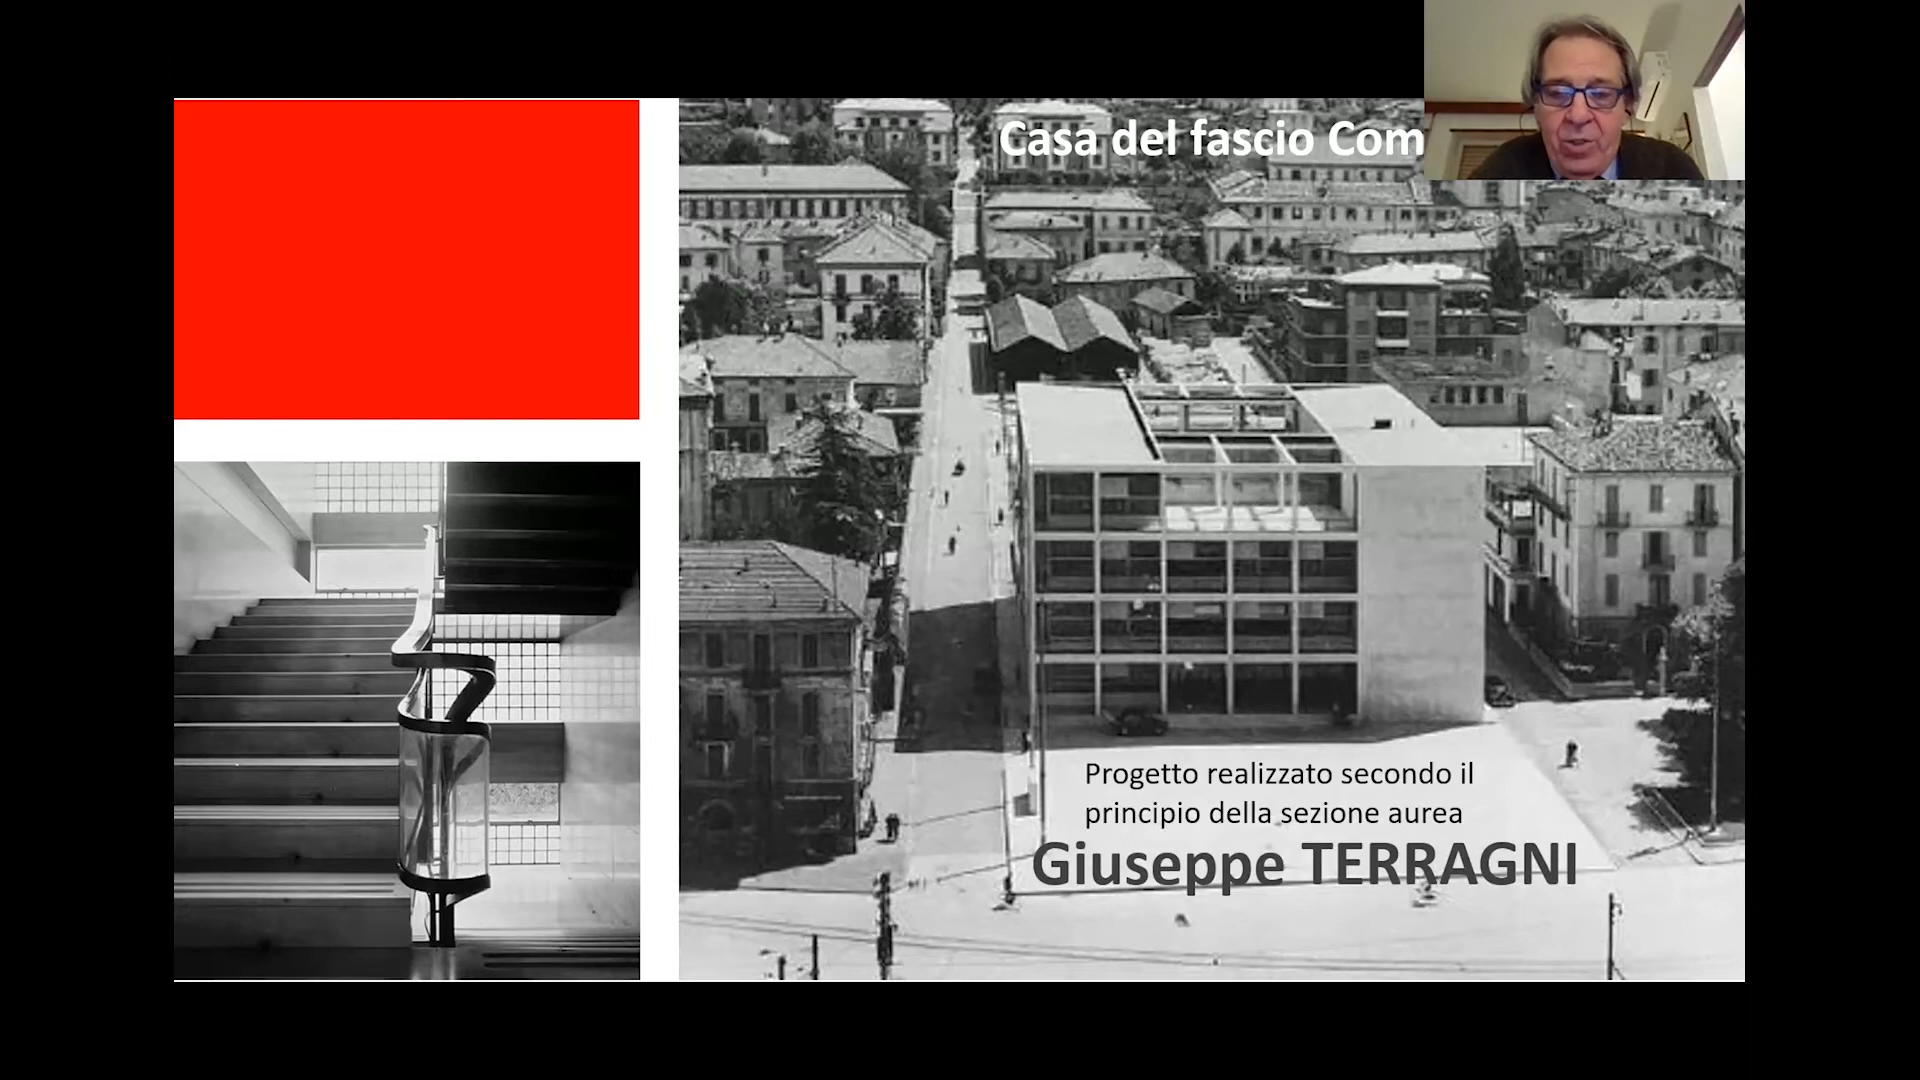 Casa del fascio Com
Progetto realizzato secondo il
principio della sezione aurea
Giuseppe TERRAGNI